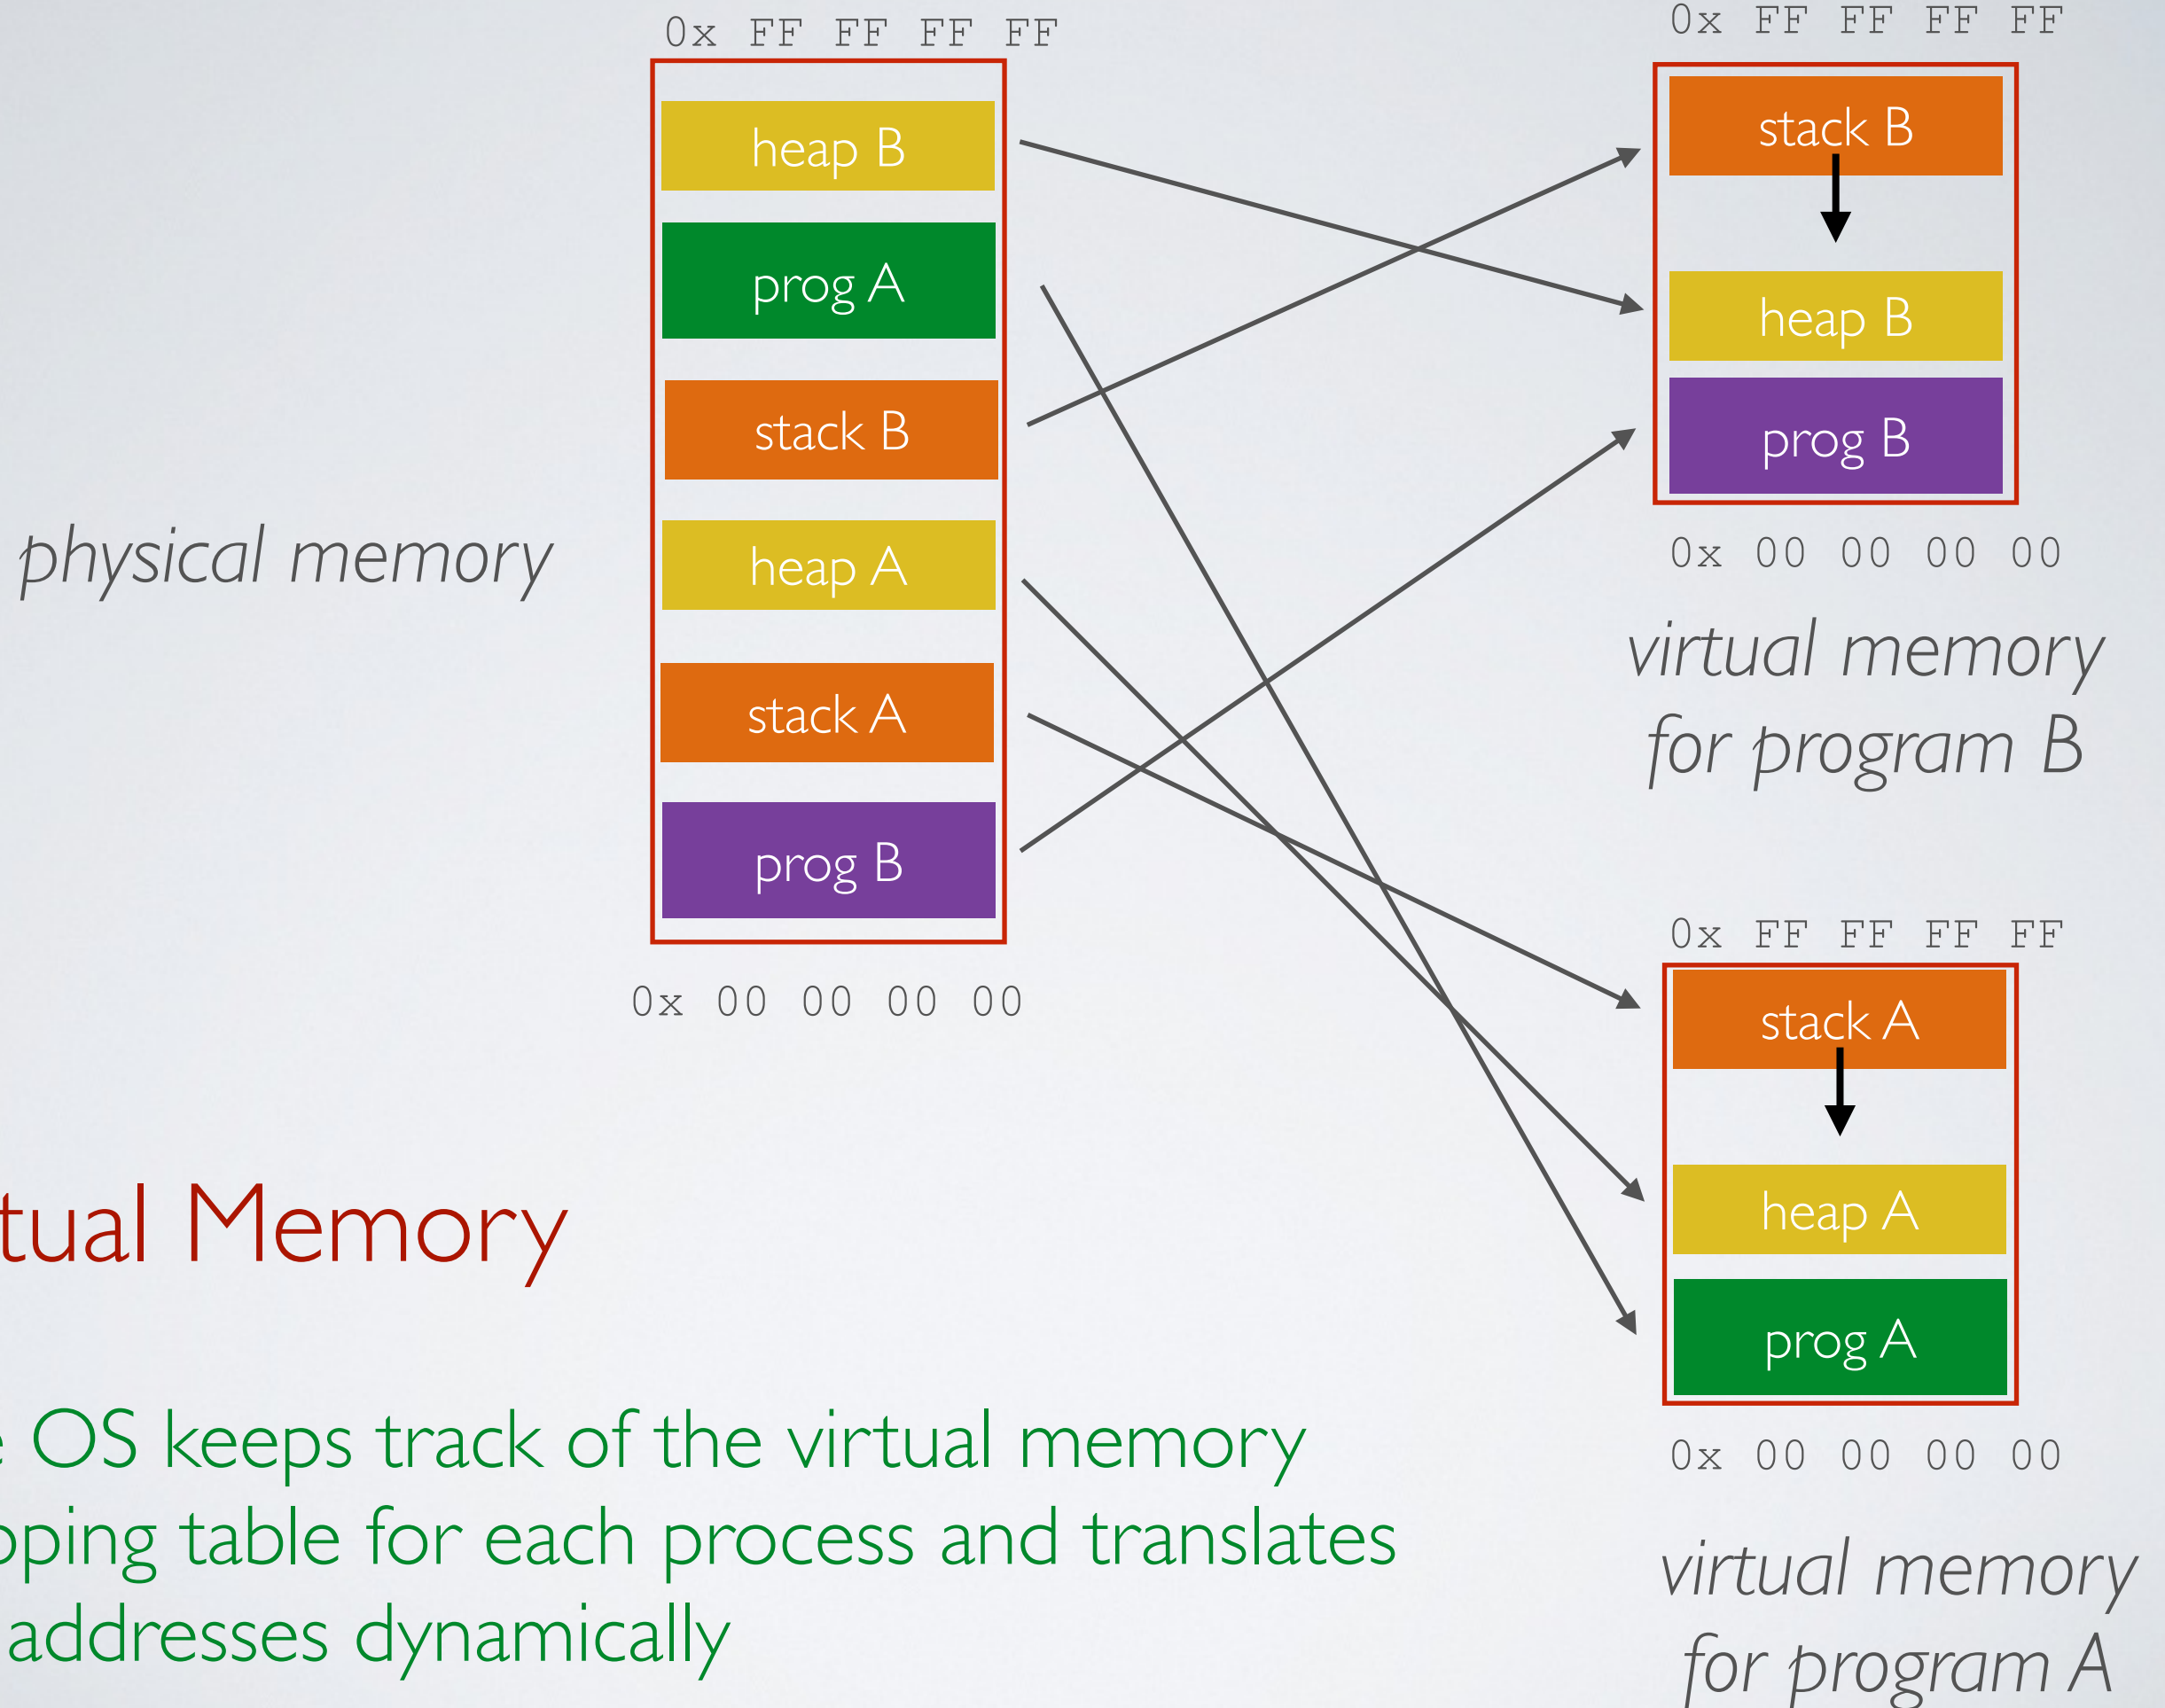 0x FF FF FF FF
heap B
prog A
stack B
heap A
stack A
prog B
0x 00 00 00 00
physical memory
0x FF FF FF FF
stack B
heap B
prog B
0x 00 00 00 00
virtual memory
for program B
0x FF FF FF FF
stack A
heap A
prog A
0x 00 00 00 00
virtual memory
for program A
Memory
OS keeps track of the virtual memory
table for each process and translates
addresses dynamically